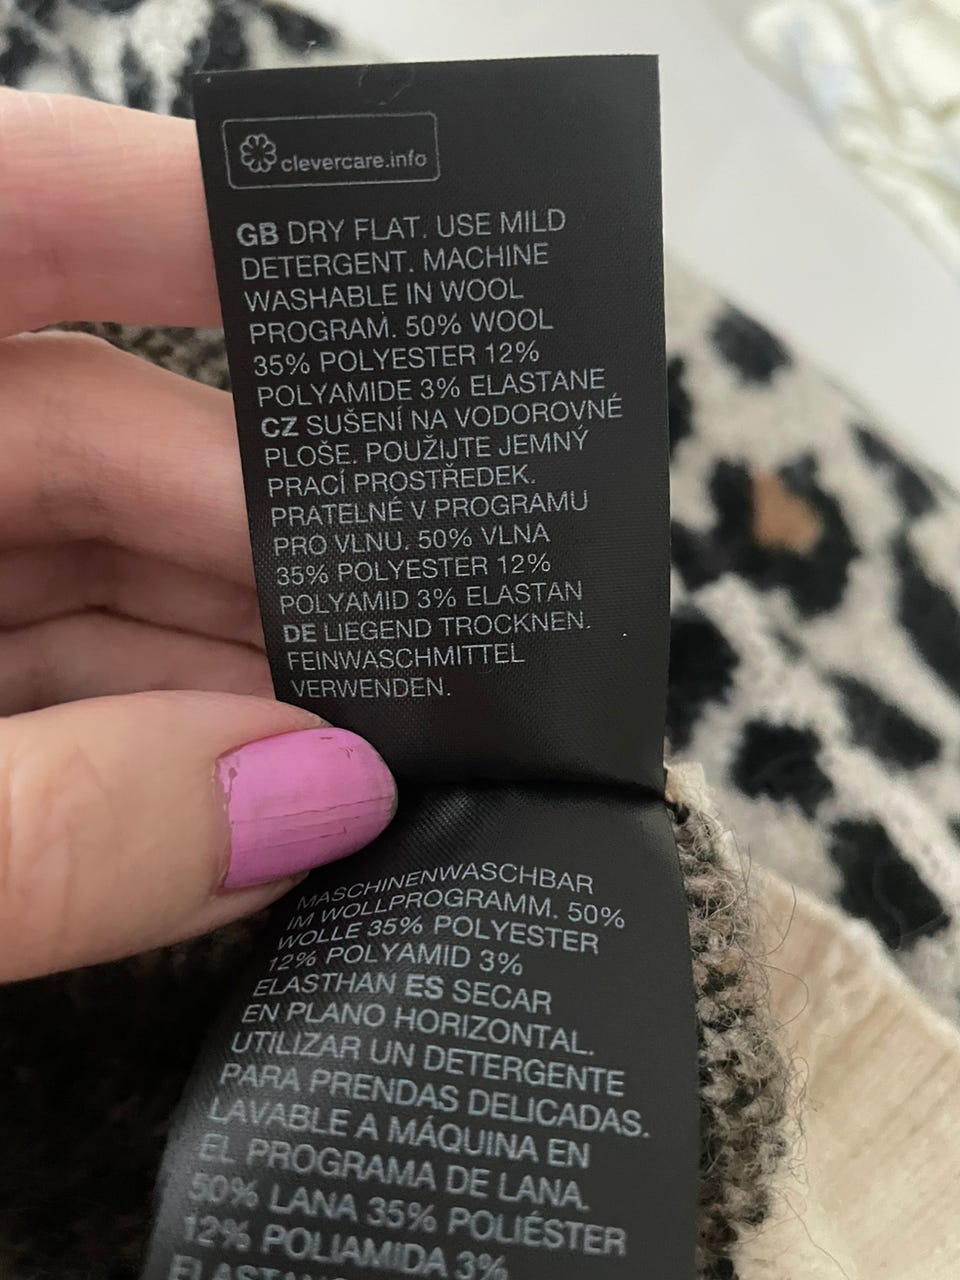 clevercare.info
GB DRY FLAT. USE MILD
DETERGENT. MACHINE
WASHABLE IN WOOL
PROGRAM. 50% WOOL
35% POLYESTER 12%
POLYAMIDE 3% ELASTANE
CZ SUŠENÍ NA VODOROVNÉ
PLOŠE. POUŽIJTE JEMNÝ
PRACÍ PROSTŘEDEK.
PRATELNÉ V PROGRAMU
PRO VLNU. 50% VLNA
35% POLYESTER 12%
POLYAMID 3% ELASTAN
DE LIEGEND TROCKNEN.
FEINWASCHMITTEL
VERWENDEN.
MASCHINENWASCHBAR
IM WOLLPROGRAMM. 50%
WOLLE 35% POLYESTER
12% POLYAMID 3%
ELASTHAN ES SECAR
EN PLANO HORIZONTAL.
UTILIZAR UN DETERGENTE
PARA PRENDAS DELICADAS.
LAVABLE A MÁQUINA EN
EL PROGRAMA DE LANA.
50% LANA 35% POLIÉSTER
12% POLIAMIDA 3%